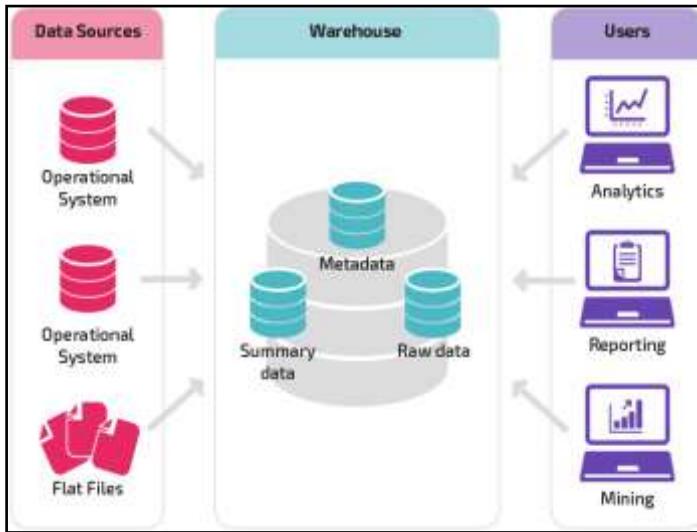 Data Sources
Warehouse
Users
Operational
System
Operational
System
Flat Files
Metadata
Summary
data
Raw data
Analytics
Reporting
Mining